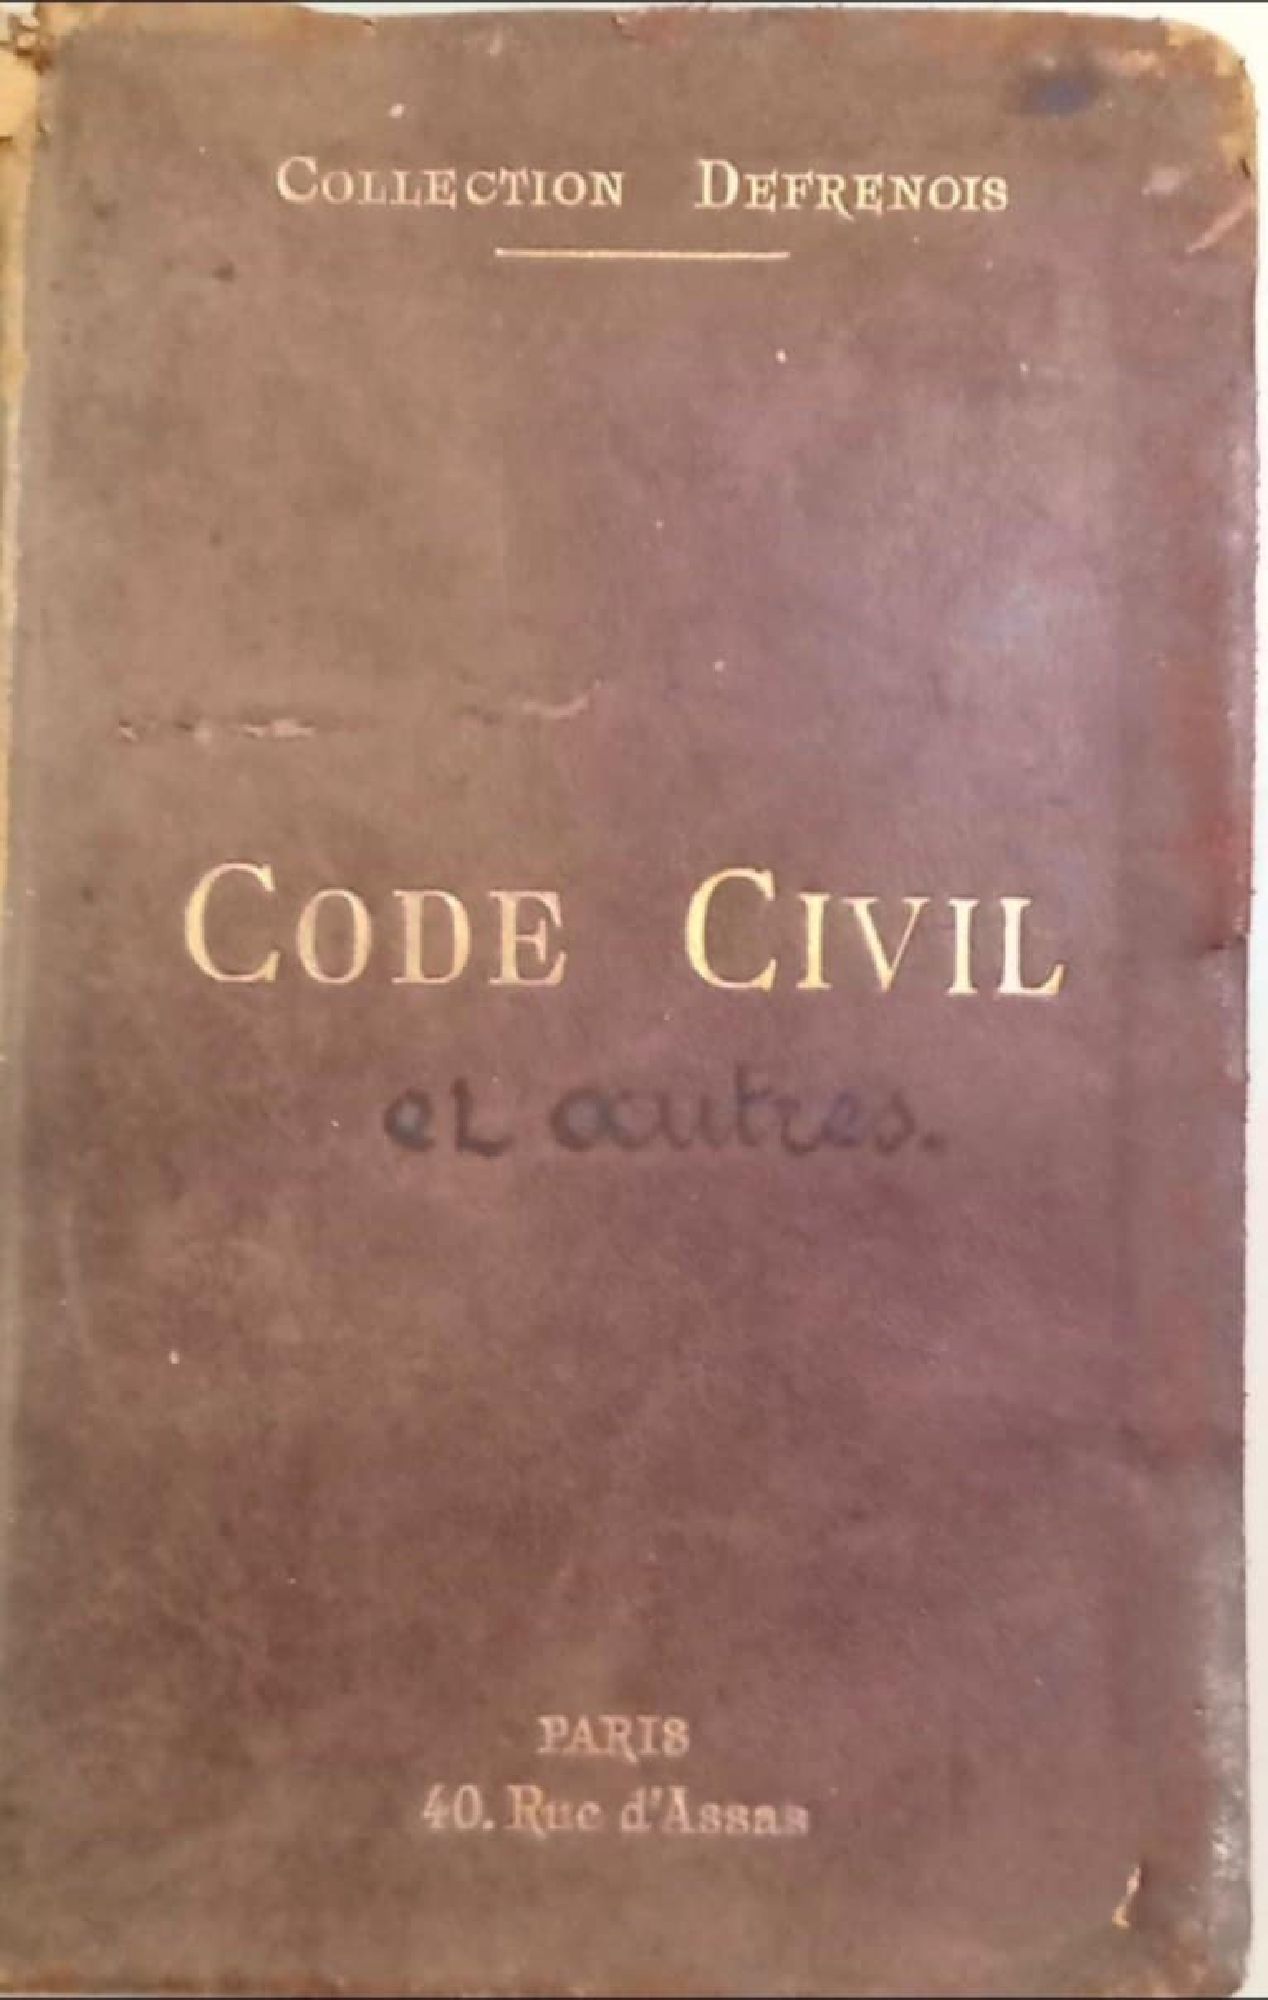 COLLECTION DEFRENOIS
CODE CIVIL
et autres.
PARIS
40. Rue d'Assas